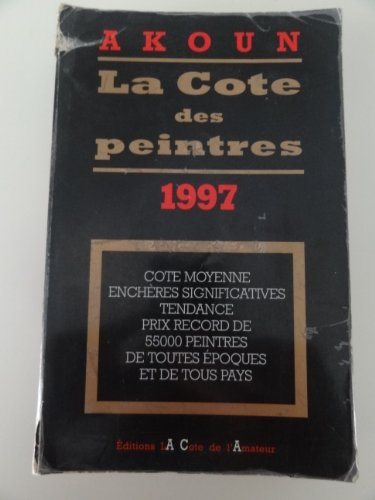 AKOUN
La Cote
des
peintres
1997
COTE MOYENNE
ENCHÈRES SIGNIFICATIVES
TENDANCE
PRIX RECORD DE
55000 PEINTRES
DE TOUTES ÉPOQUES
ET DE TOUS PAYS
Éditions LA Cote de l'Amateur